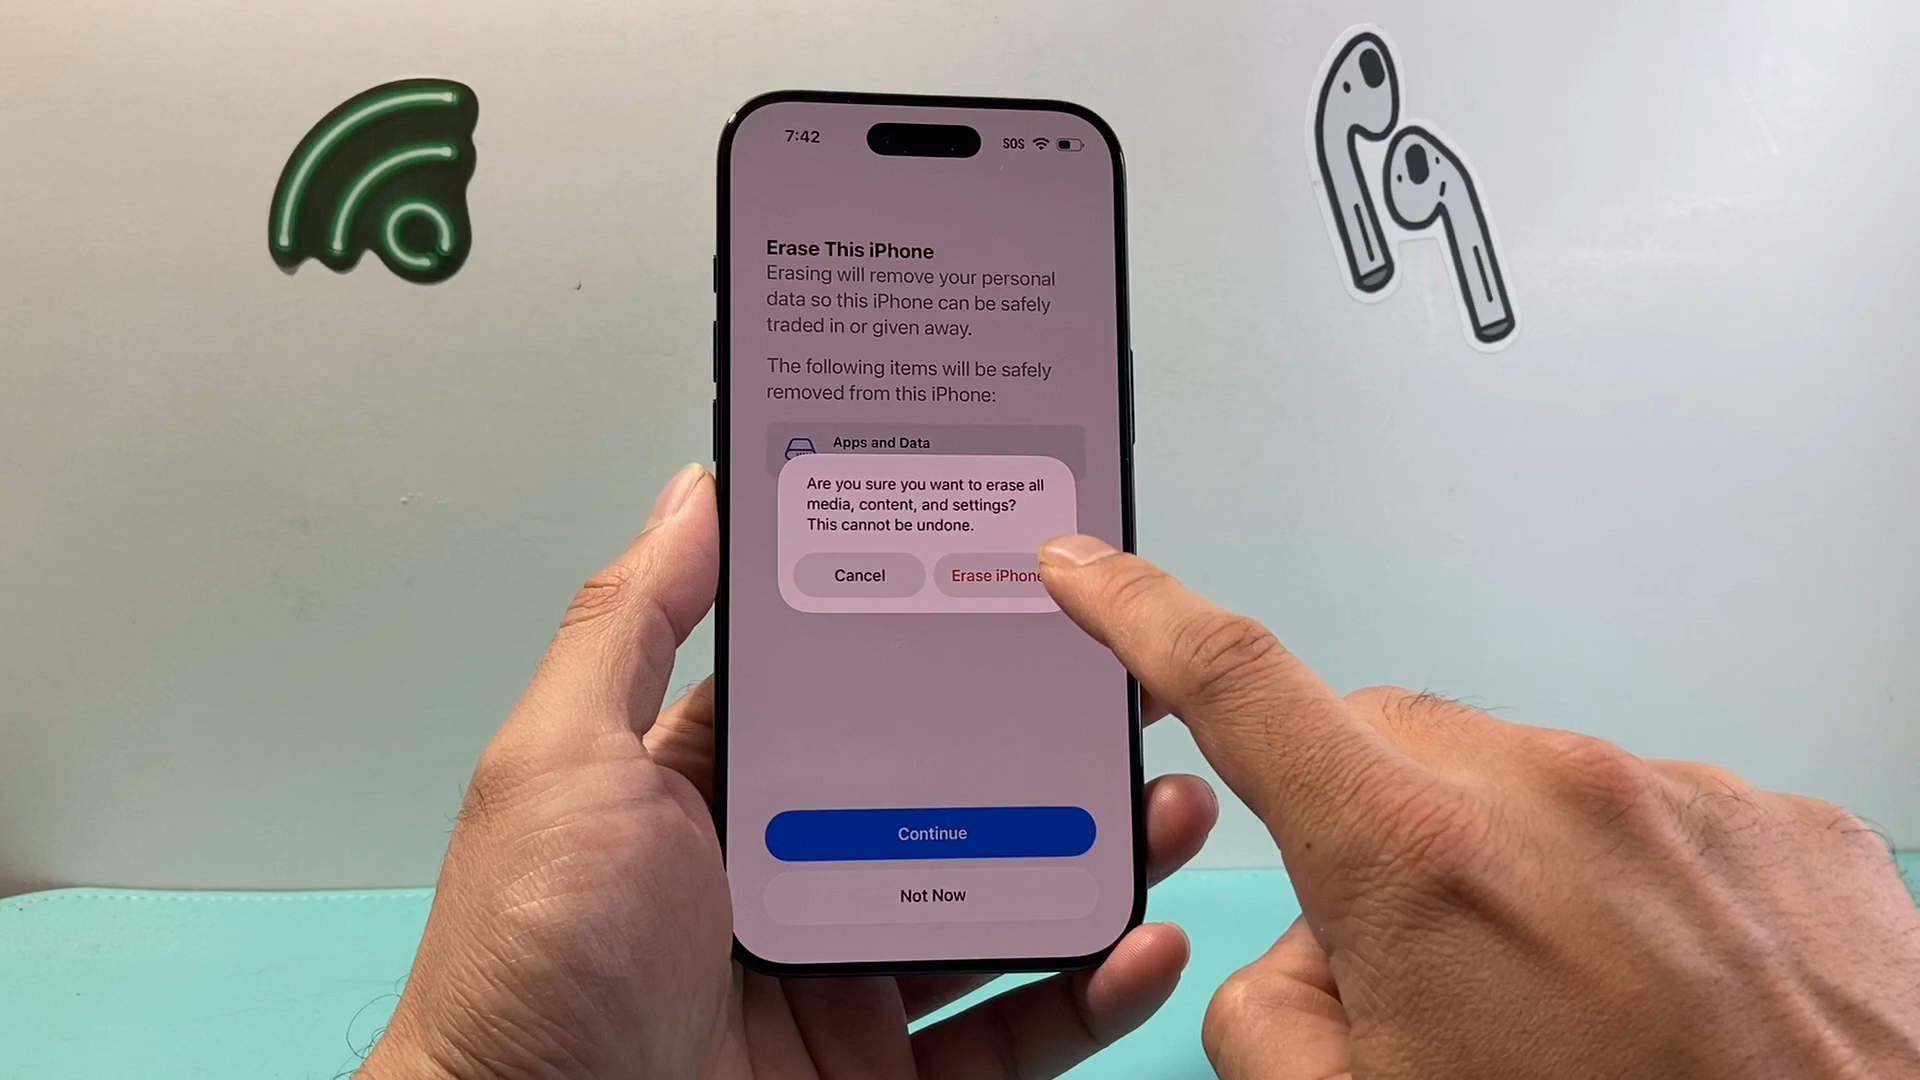 7:42
SOS
Erase This iPhone
Erasing will remove your personal
data so this iPhone can be safely
traded in or given away.
The following items will be safely
removed from this iPhone:
Apps and Data
Are you sure you want to erase all
media, content, and settings?
This cannot be undone.
Cancel
Erase iPhone
Continue
Not Now